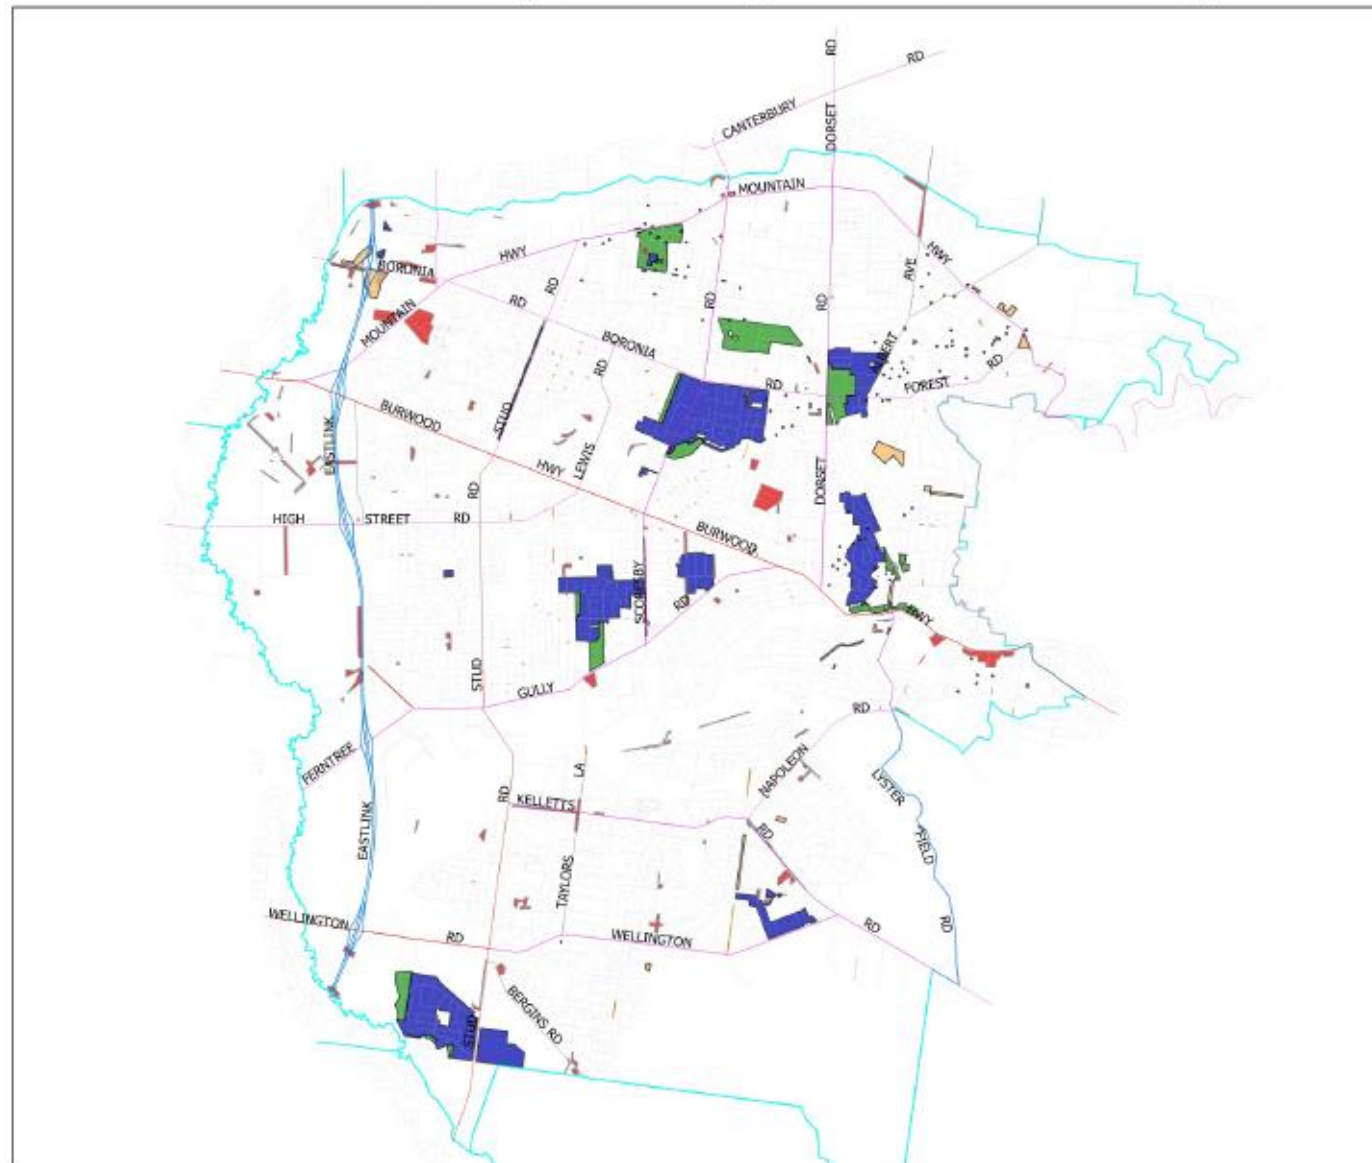 RD
RD
CANTERBURY
DORSET
MOUNTAIN
HWY
HWY
BORONIA
AVE
RD
RD
RD
RD
MOUNTAIN
BORONIA
ALBERT
RD
RD
RD
FOREST
BURWOOD
STUD
EASTLINK
LEWIS
HWY
DORSET
RD
HIGH
STREET
RD
BURWOOD
SCORESBY
RD
HWY
STUD
GULLY
RD
FERNTREE
LA
NAPOLEON
LYSTER
RD
KELLETTS
RD
EASTLINK
FIELD
TAYLORS
WELLINGTON
RD
WELLINGTON
RD
RD
STUD
BERGINS RD